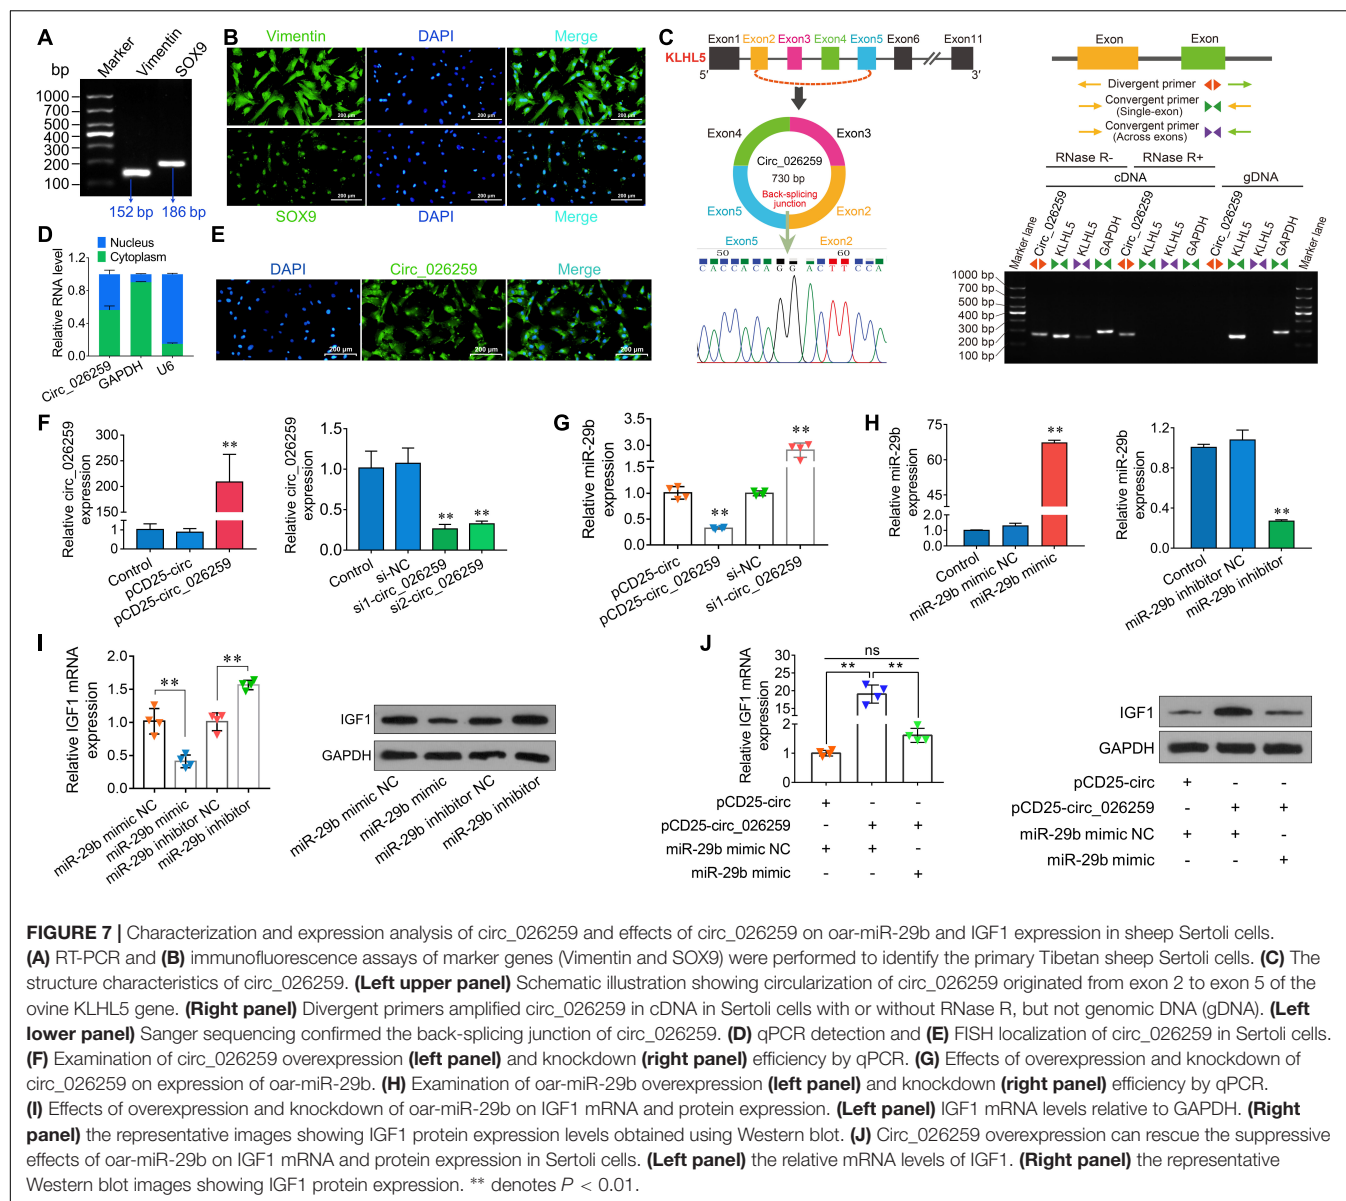 A
bp
Marker
Vimentin
SOX9
1000
700
500
400
300
200
100
152 bp
186 bp
B
Vimentin
DAPI
Merge
200 μm
200 μm
200 μm
200 μm
200 μm
200 μm
SOX9
DAPI
Merge
C
Exon1
Exon2
Exon3
Exon4
Exon5
Exon6
Exon11
KLHL5
5′
3′
Exon4
Exon3
Circ_026259
730 bp
Back-splicing
junction
Exon5
Exon2
Exon5
Exon2
50
60
C A C C A C A G G A C T T C C A
Exon
Exon
Divergent primer
Convergent primer
(Single-exon)
Convergent primer
(Across exons)
RNase R-
RNase R+
cDNA
gDNA
Marker lane
Circ_026259
KLHL5
KLHL5
GAPDH
Circ_026259
KLHL5
KLHL5
GAPDH
Circ_026259
KLHL5
KLHL5
GAPDH
Marker lane
1000 bp
700 bp
500 bp
400 bp
300 bp
200 bp
100 bp
D
Nucleus
Cytoplasm
Relative RNA level
1.5
1.0
0.5
0.0
Circ_026259
GAPDH
U6
E
DAPI
Circ_026259
Merge
200 μm
200 μm
200 μm
F
Relative circ_026259
expression
300
250
200
150
1
0
**
Control
pCD25-circ
pCD25-circ_026259
Relative circ_026259
expression
1.5
1.0
0.5
0.0
** **
Control
si-NC
si1-circ_026259
si2-circ_026259
G
Relative miR-29b
expression
3.5
3.0
2.5
2.0
1.0
0.5
0.0
**
**
pCD25-circ
pCD25-circ_026259
si-NC
si1-circ_026259
H
Relative miR-29b
expression
75
60
45
30
2.0
1.0
0.0
**
Control
miR-29b mimic NC
miR-29b mimic
Relative miR-29b
expression
1.2
0.8
0.4
0.0
**
Control
miR-29b inhibitor NC
miR-29b inhibitor
I
Relative IGF1 mRNA
expression
2.0
1.5
1.0
0.5
0.0
**
**
miR-29b mimic NC
miR-29b mimic
miR-29b inhibitor NC
miR-29b inhibitor
IGF1
GAPDH
miR-29b mimic NC
miR-29b mimic
miR-29b inhibitor NC
miR-29b inhibitor
J
Relative IGF1 mRNA
expression
30
25
20
15
2
1
0
ns
** **
pCD25-circ + - -
pCD25-circ_026259 - + +
miR-29b mimic NC + + -
miR-29b mimic - - +
IGF1
GAPDH
pCD25-circ + - -
pCD25-circ_026259 - + +
miR-29b mimic NC + + -
miR-29b mimic - - +
FIGURE 7 | Characterization and expression analysis of circ_026259 and effects of circ_026259 on oar-miR-29b and IGF1 expression in sheep Sertoli cells.
(A) RT-PCR and (B) immunofluorescence assays of marker genes (Vimentin and SOX9) were performed to identify the primary Tibetan sheep Sertoli cells. (C) The
structure characteristics of circ_026259. (Left upper panel) Schematic illustration showing circularization of circ_026259 originated from exon 2 to exon 5 of the
ovine KLHL5 gene. (Right panel) Divergent primers amplified circ_026259 in cDNA in Sertoli cells with or without RNase R, but not genomic DNA (gDNA). (Left
lower panel) Sanger sequencing confirmed the back-splicing junction of circ_026259. (D) qPCR detection and (E) FISH localization of circ_026259 in Sertoli cells.
(F) Examination of circ_026259 overexpression (left panel) and knockdown (right panel) efficiency by qPCR. (G) Effects of overexpression and knockdown of
circ_026259 on expression of oar-miR-29b. (H) Examination of oar-miR-29b overexpression (left panel) and knockdown (right panel) efficiency by qPCR.
(I) Effects of overexpression and knockdown of oar-miR-29b on IGF1 mRNA and protein expression. (Left panel) IGF1 mRNA levels relative to GAPDH. (Right
panel) the representative images showing IGF1 protein expression levels obtained using Western blot. (J) Circ_026259 overexpression can rescue the suppressive
effects of oar-miR-29b on IGF1 mRNA and protein expression in Sertoli cells. (Left panel) the relative mRNA levels of IGF1. (Right panel) the representative
Western blot images showing IGF1 protein expression. ** denotes P < 0.01.